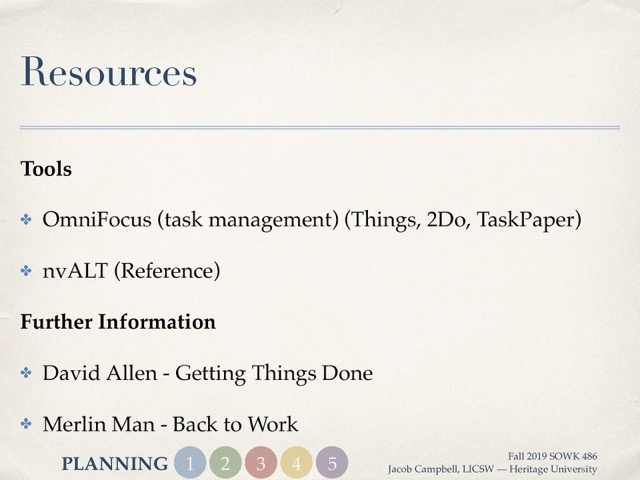 Resources
Tools
OmniFocus (task management) (Things, 2Do, TaskPaper)
nvALT (Reference)
Further Information
David Allen - Getting Things Done
Merlin Man - Back to Work
PLANNING 1 2 3 4 5
Fall 2019 SOWK 486
Jacob Campbell, LICSW — Heritage University